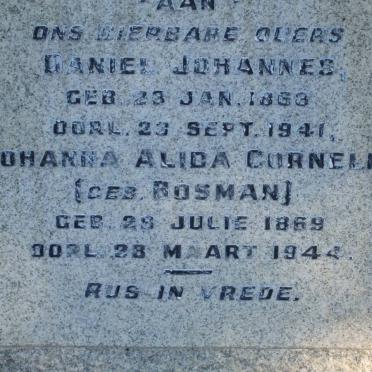 AAN
ONS DIERBARE OUERS
DANIEL JOHANNES,
GEB. 23 JAN. 1863
OORL. 23 SEPT. 1941,
JOHANNA ALIDA CORNELI
(GEB. BOSMAN)
GEB. 28 JULIE 1869
OORL. 28 MAART 1944.
RUS IN VREDE.